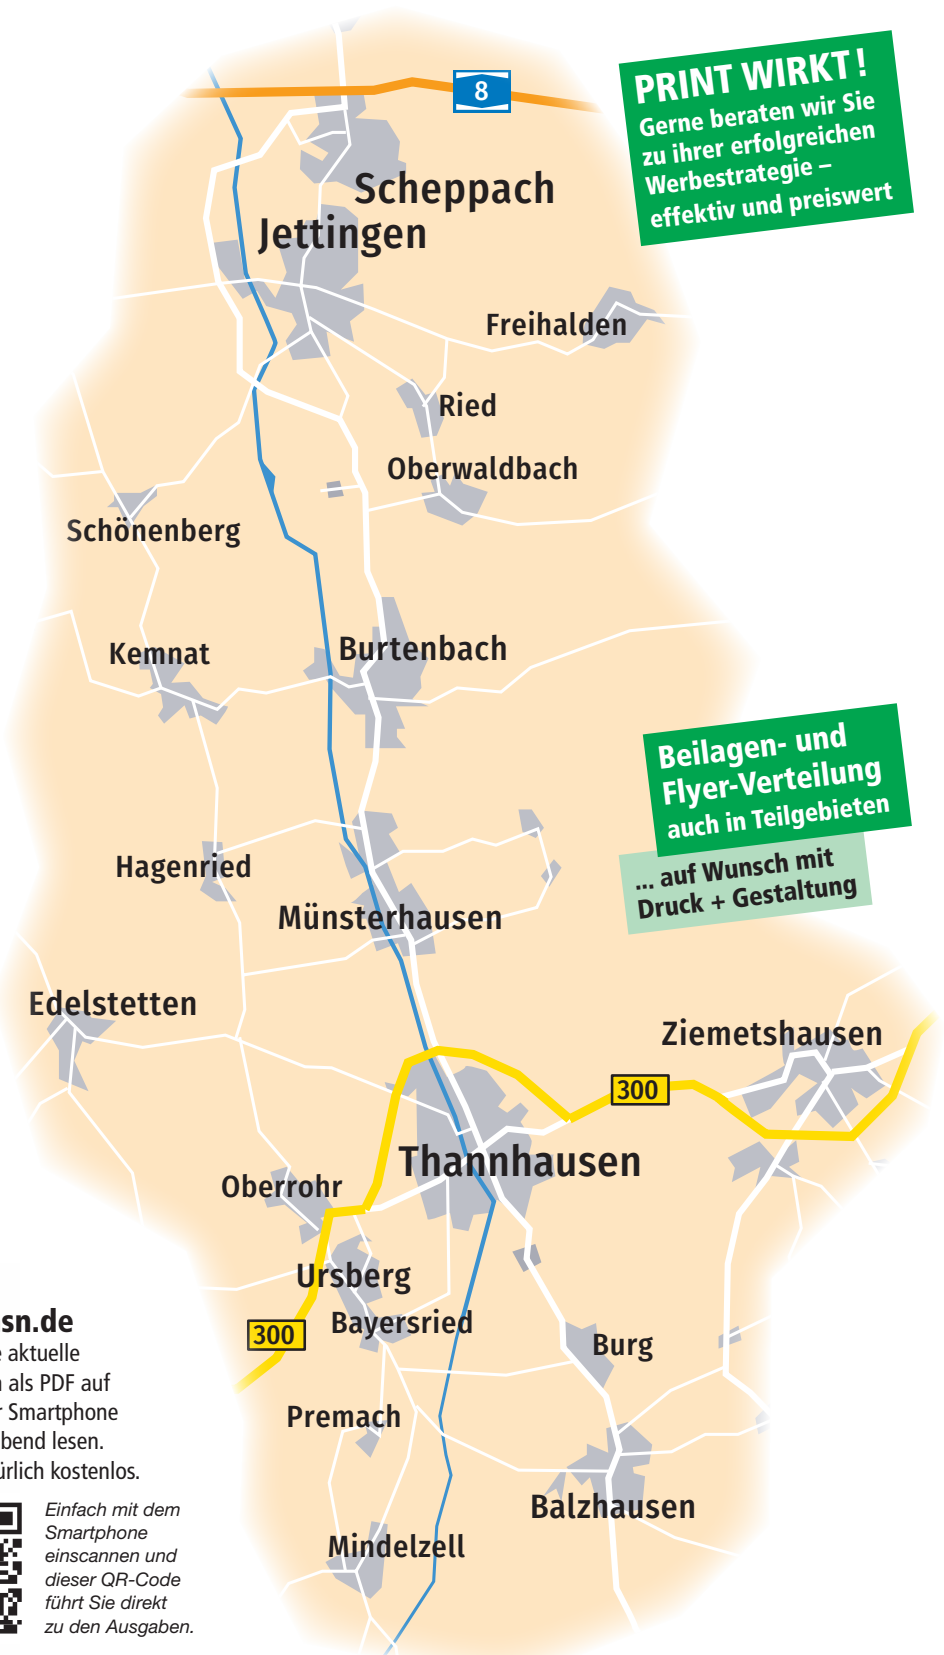 8
PRINT WIRKT!
Gerne beraten wir Sie
zu ihrer erfolgreichen
Werbestrategie –
effektiv und preiswert
Scheppach
Jettingen
Freihalden
Ried
Oberwaldbach
Schönenberg
Kemnat
Burtenbach
Beilagen- und
Flyer-Verteilung
auch in Teilgebieten
... auf Wunsch mit
Druck + Gestaltung
Hagenried
Münsterhausen
Edelstetten
Ziemetshausen
300
Thannhausen
Oberrohr
Ursberg
Bayersried
300
Burg
Premach
Balzhausen
Mindelzell
sn.de
aktuelle
als PDF auf
Smartphone
bend lesen.
ürlich kostenlos.
Einfach mit dem
Smartphone
einscannen und
dieser QR-Code
führt Sie direkt
zu den Ausgaben.